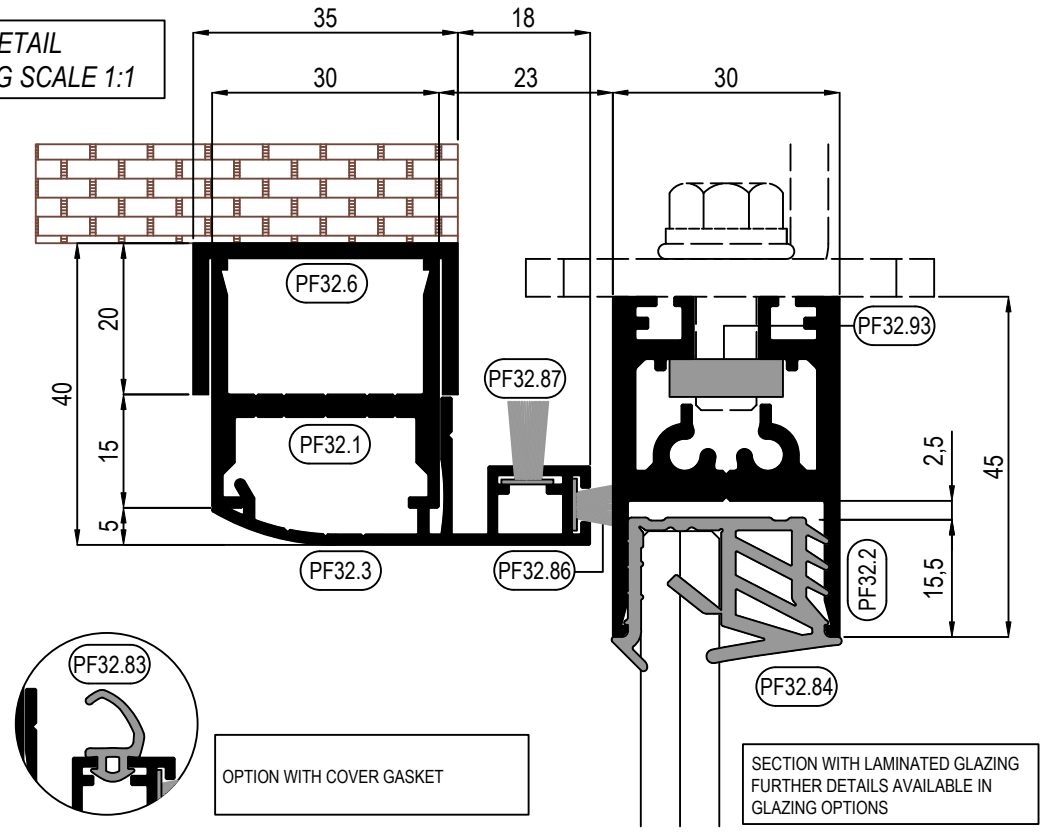 ETAIL
G SCALE 1:1
35
18
30
23
30
PF32.6
20
PF32.93
40
PF32.87
PF32.1
15
2,5
45
5
PF32.3
PF32.86
PF32.2
15,5
PF32.83
PF32.84
OPTION WITH COVER GASKET
SECTION WITH LAMINATED GLAZING
FURTHER DETAILS AVAILABLE IN
GLAZING OPTIONS